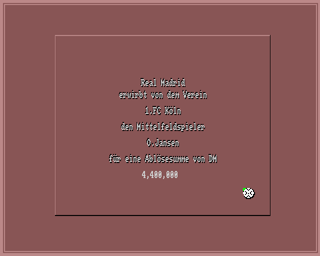 Real Madrid
erwirbt von dem Verein
1.FC Köln
den Mittelfeldspieler
O.Jansen
für eine Ablösesumme von DM
4,400,000